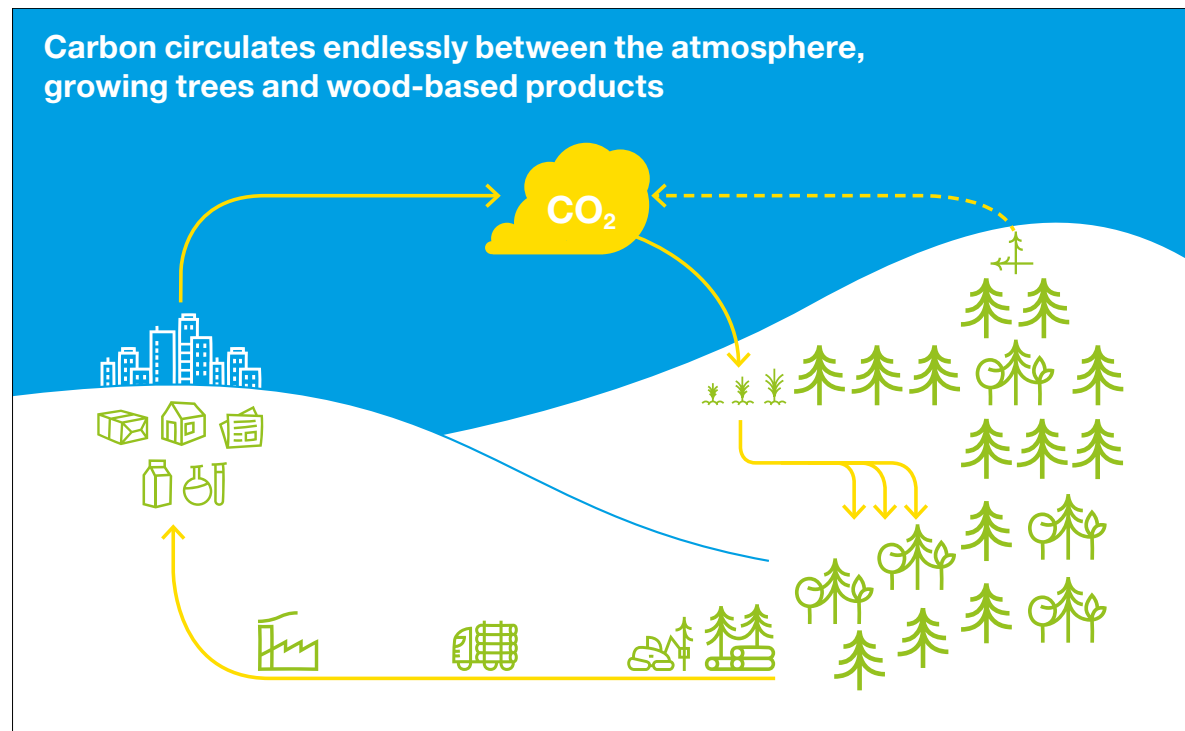 Carbon circulates endlessly between the atmosphere,
growing trees and wood-based products
CO₂